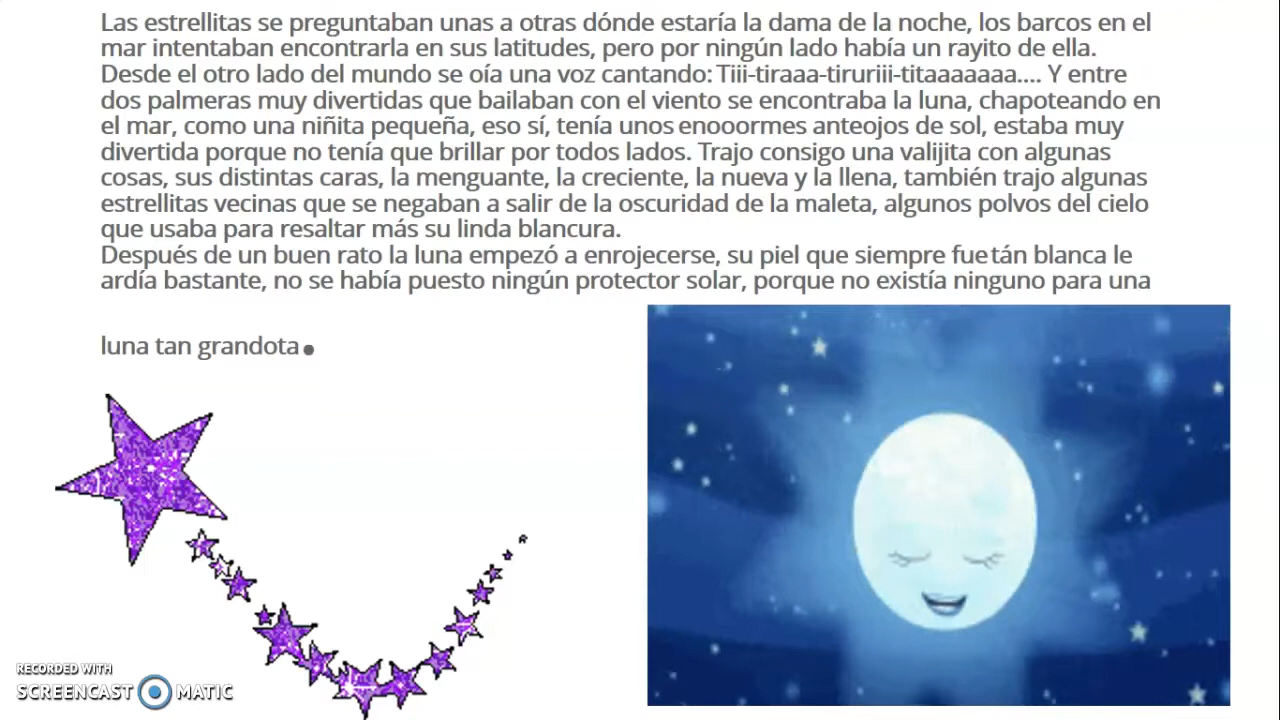 Las estrellitas se preguntaban unas a otras dónde estaría la dama de la noche, los barcos en el
mar intentaban encontrarla en sus latitudes, pero por ningún lado había un rayito de ella.
Desde el otro lado del mundo se oía una voz cantando: Tiii-tiraaa-tiruriii-titaaaaaaa.... Y entre
dos palmeras muy divertidas que bailaban con el viento se encontraba la luna, chapoteando en
el mar, como una niñita pequeña, eso sí, tenía unos enooormes anteojos de sol, estaba muy
divertida porque no tenía que brillar por todos lados. Trajo consigo una valijita con algunas
cosas, sus distintas caras, la menguante, la creciente, la nueva y la llena, también trajo algunas
estrellitas vecinas que se negaban a salir de la oscuridad de la maleta, algunos polvos del cielo
que usaba para resaltar más su linda blancura.
Después de un buen rato la luna empezó a enrojecerse, su piel que siempre fue tán blanca le
ardía bastante, no se había puesto ningún protector solar, porque no existía ninguno para una
luna tan grandota.
RECORDED WITH
SCREENCAST MATIC